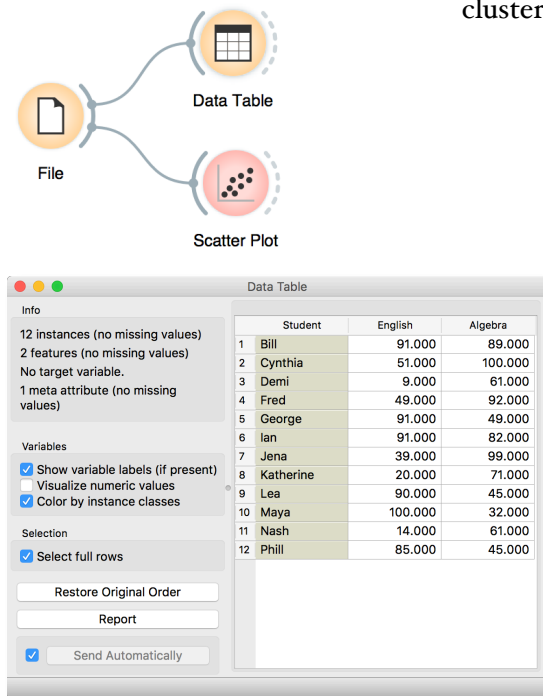 cluster
Data Table
File
Scatter Plot
Data Table
Info
12 instances (no missing values)
2 features (no missing values)
No target variable.
1 meta attribute (no missing
values)
Variables
Show variable labels (if present)
Visualize numeric values
Color by instance classes
Selection
Select full rows
Restore Original Order
Report
Send Automatically
Student English Algebra
1 Bill 91.000 89.000
2 Cynthia 51.000 100.000
3 Demi 9.000 61.000
4 Fred 49.000 92.000
5 George 91.000 49.000
6 Ian 91.000 82.000
7 Jena 39.000 99.000
8 Katherine 20.000 71.000
9 Lea 90.000 45.000
10 Maya 100.000 32.000
11 Nash 14.000 61.000
12 Phill 85.000 45.000